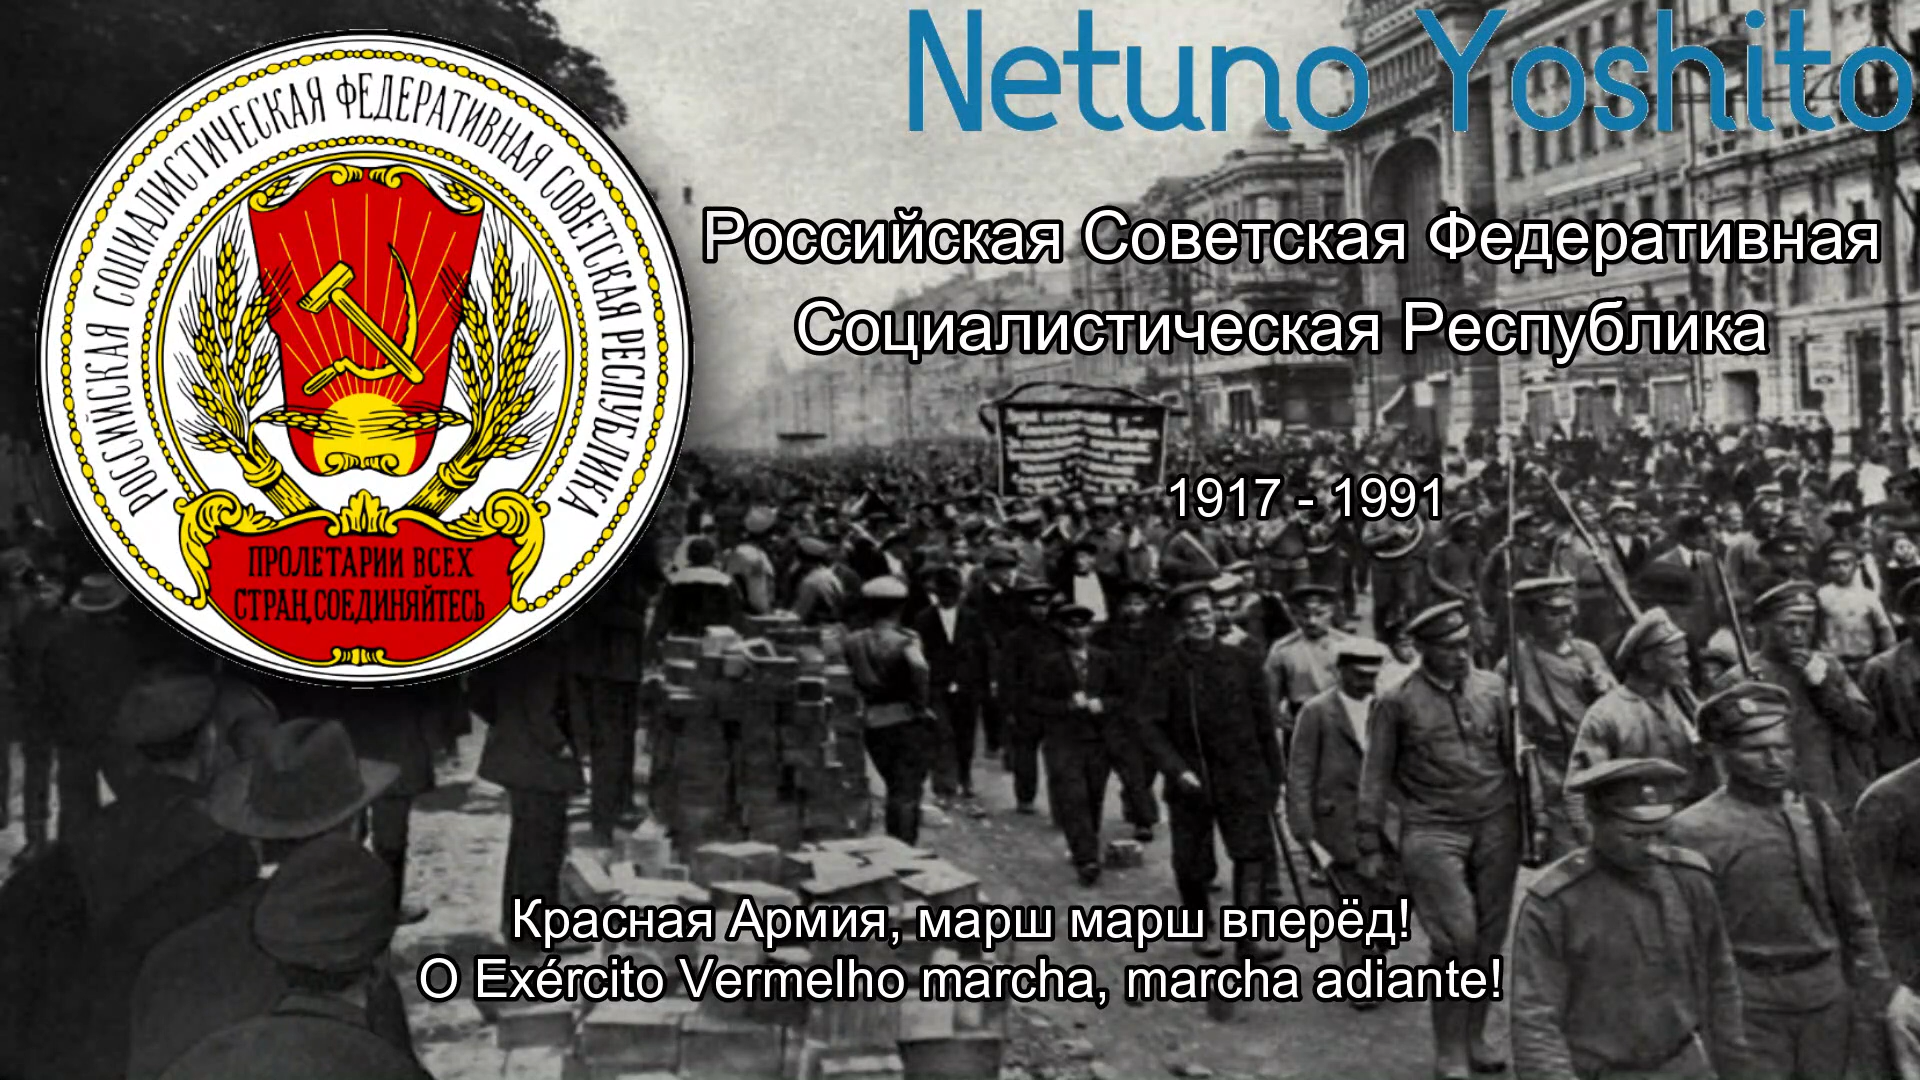 Netuno Yoshito
РОССИЙСКАЯ СОЦИАЛИСТИЧЕСКАЯ ФЕДЕРАТИВНАЯ СОВЕТСКАЯ РЕСПУБЛИКА
Российская Советская Федеративная
Социалистическая Республика
1917 - 1991
ПРОЛЕТАРИИ ВСЕХ
СТРАН, СОЕДИНЯЙТЕСЬ
Красная Армия, марш марш вперёд!
O Exército Vermelho marcha, marcha adiante!